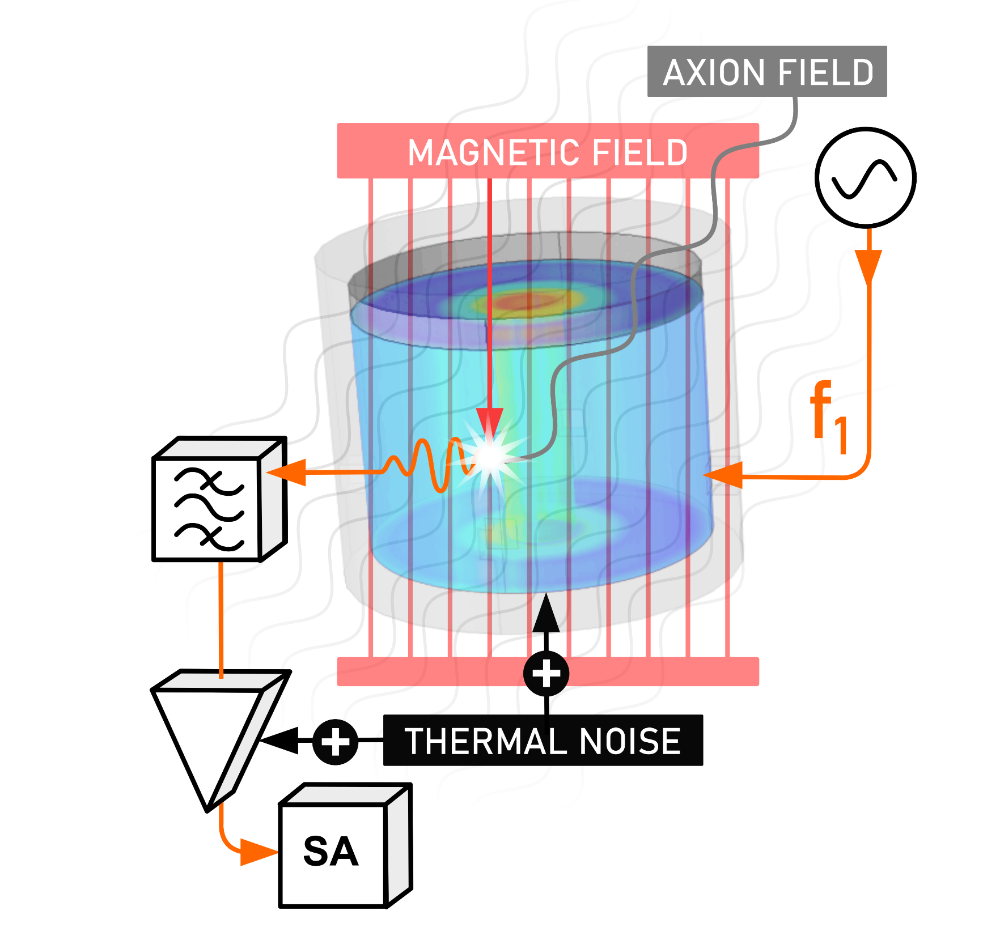 AXION FIELD
MAGNETIC FIELD
f1
THERMAL NOISE
SA